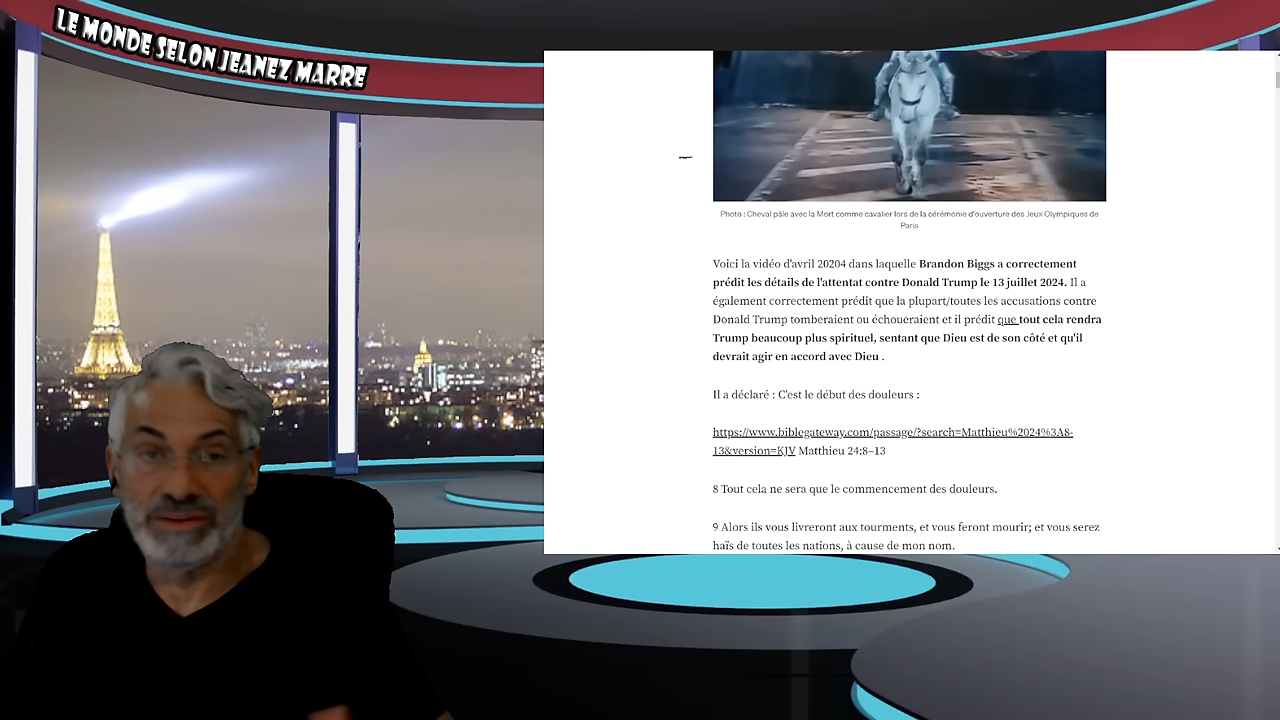 LE MONDE SELON JEANEZ MARRE
Photo : Cheval pâle avec la Mort comme cavalier lors de la cérémonie d'ouverture des Jeux Olympiques de
Paris
Voici la vidéo d'avril 20204 dans laquelle Brandon Biggs a correctement
prédit les détails de l'attentat contre Donald Trump le 13 juillet 2024. Il a
également correctement prédit que la plupart/toutes les accusations contre
Donald Trump tomberaient ou échoueraient et il prédit que tout cela rendra
Trump beaucoup plus spirituel, sentant que Dieu est de son côté et qu'il
devrait agir en accord avec Dieu .
Il a déclaré : C'est le début des douleurs :
https://www.biblegateway.com/passage/?search=Matthieu%2024%3A8-
13&version=KJV Matthieu 24:8–13
8 Tout cela ne sera que le commencement des douleurs.
9 Alors ils vous livreront aux tourments, et vous feront mourir; et vous serez
haïs de toutes les nations, à cause de mon nom.